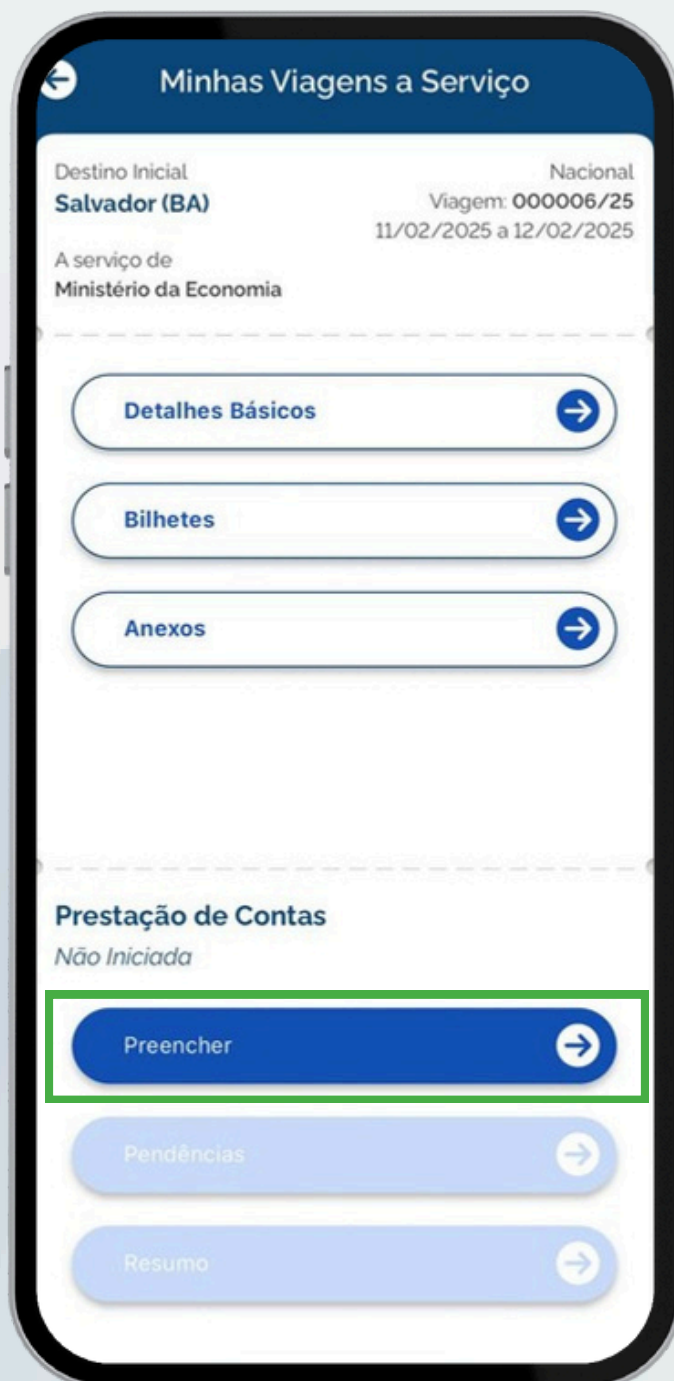 Minhas Viagens a Serviço
Destino Inicial
Nacional
Salvador (BA)
Viagem: 000006/25
11/02/2025 a 12/02/2025
A serviço de
Ministério da Economia
Detalhes Básicos
Bilhetes
Anexos
Prestação de Contas
Não Iniciada
Preencher
Pendências
Resumo